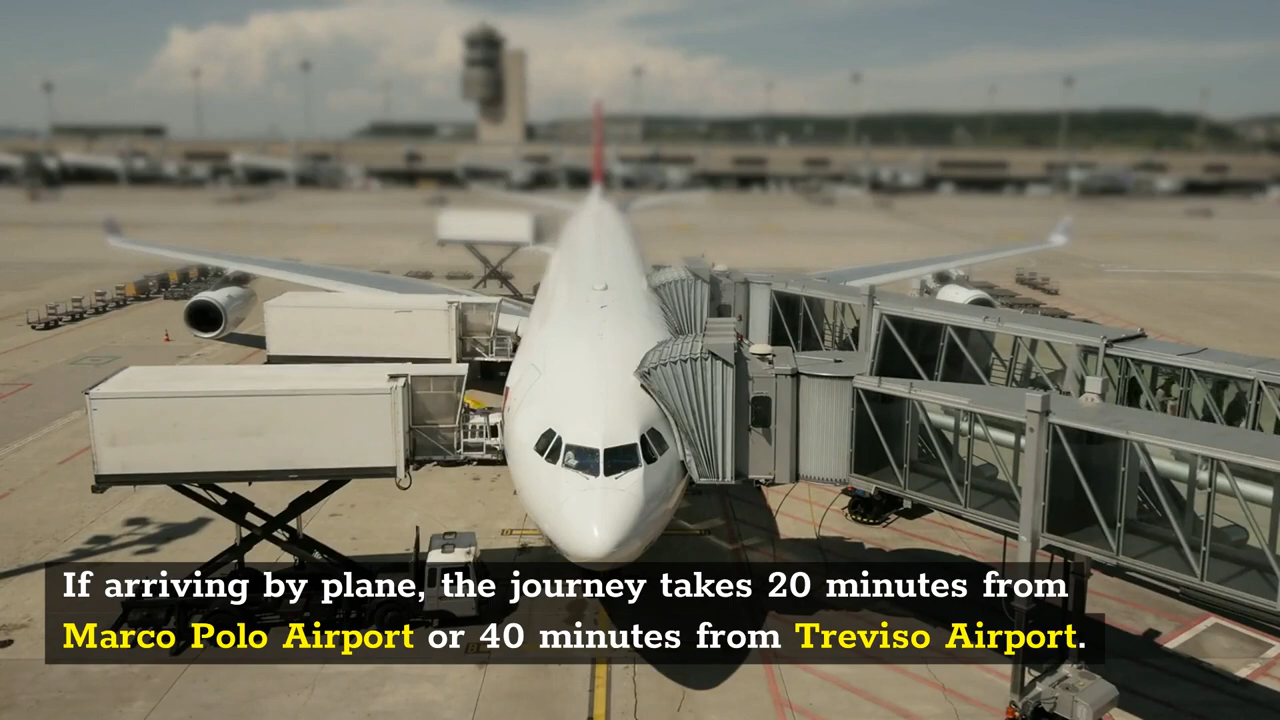 If arriving by plane, the journey takes 20 minutes from
Marco Polo Airport or 40 minutes from Treviso Airport.